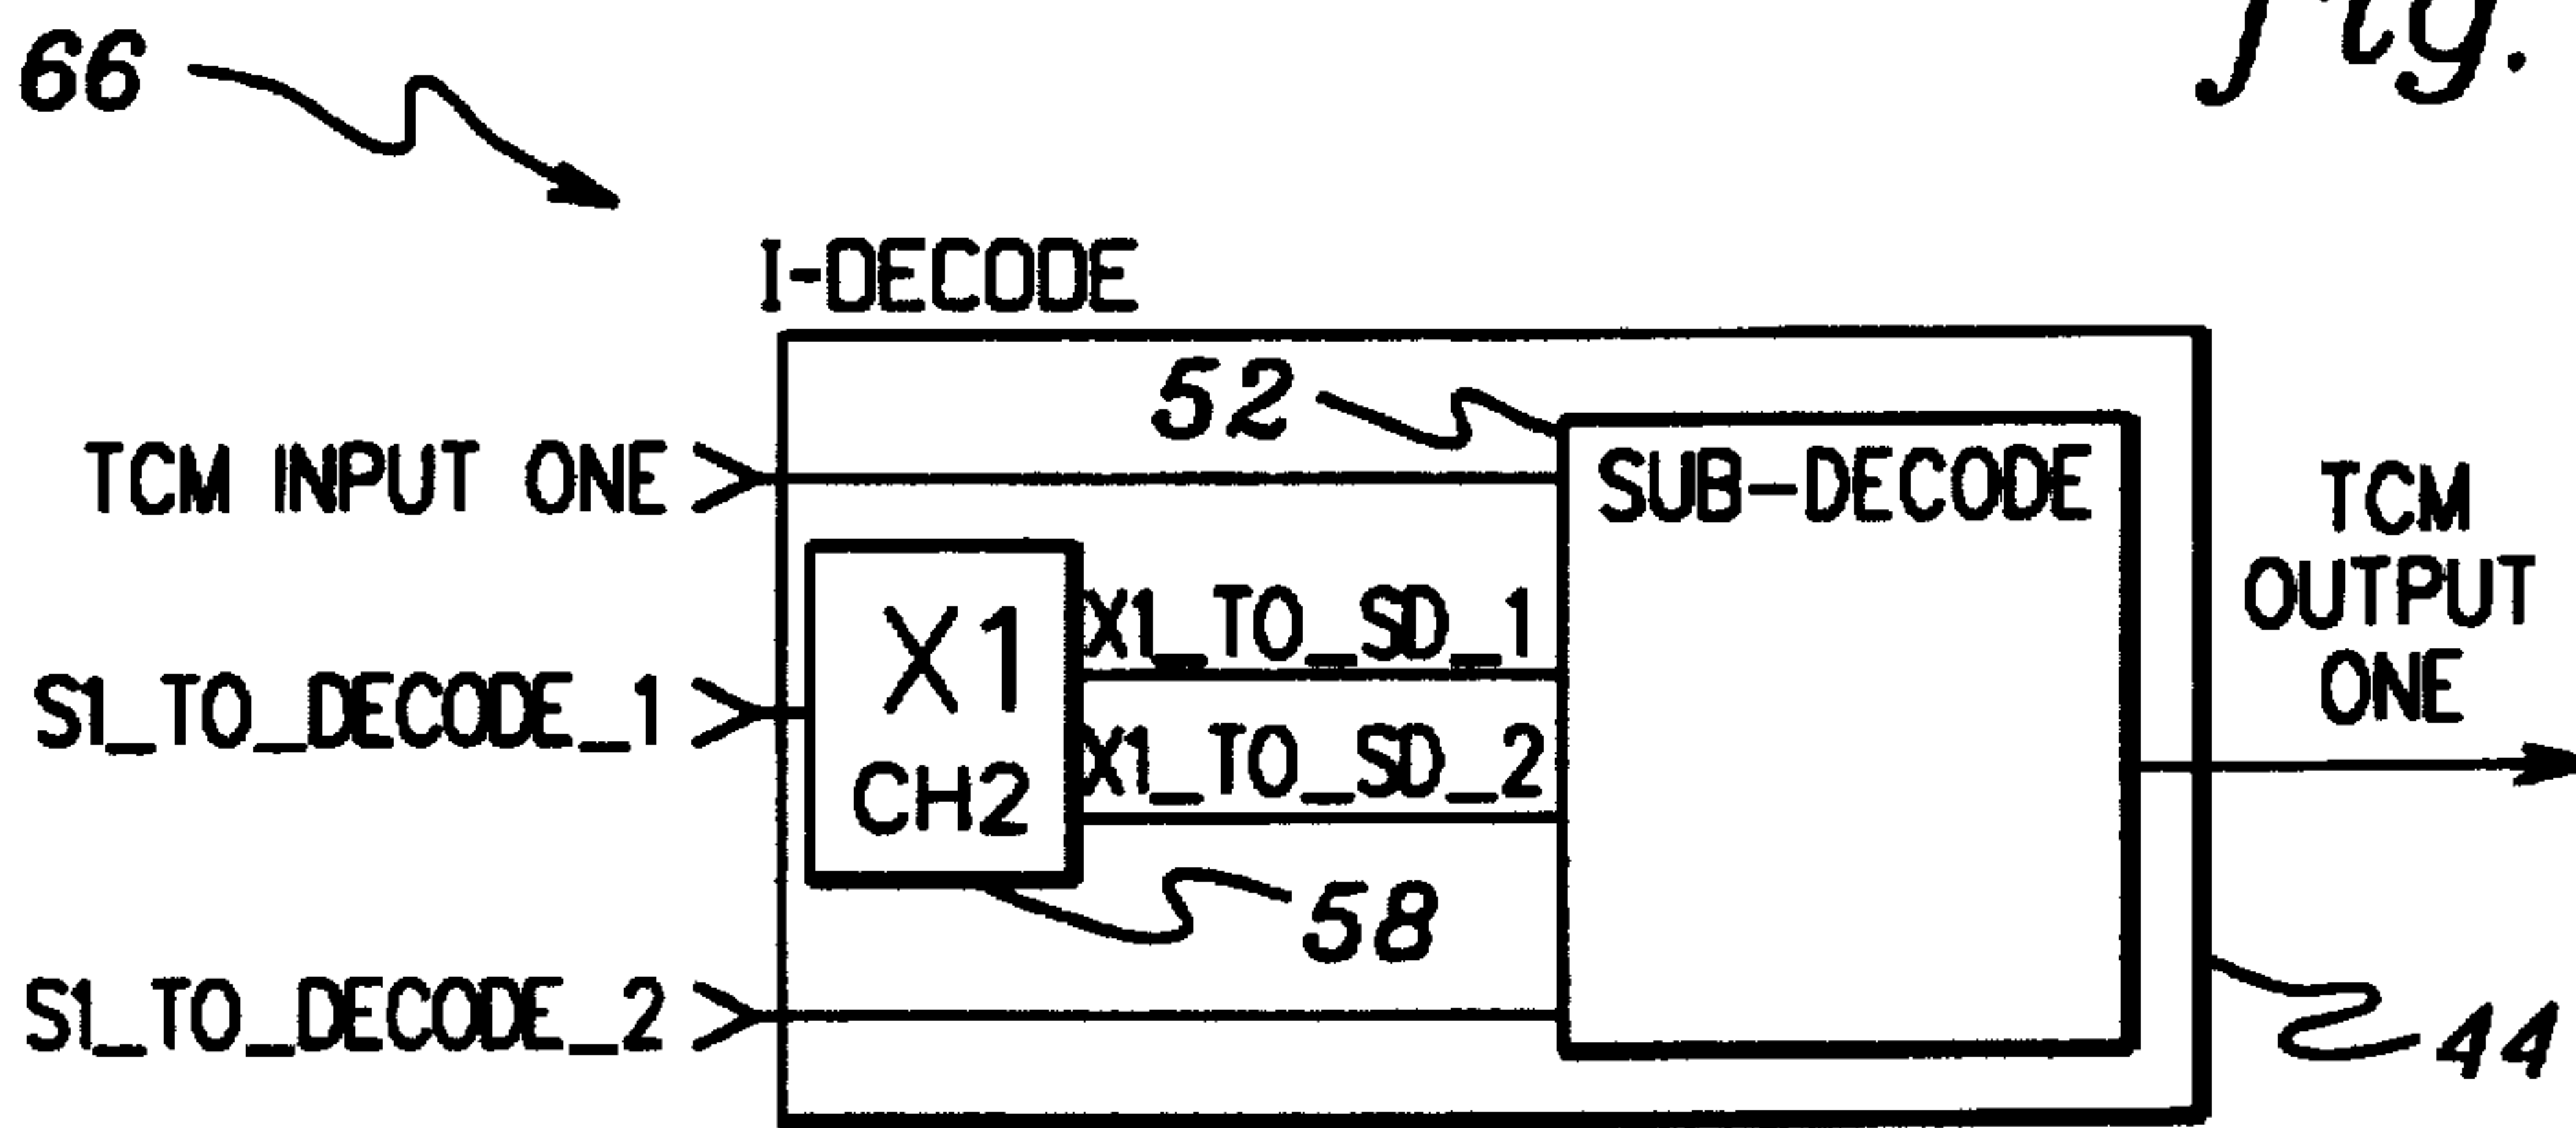 fig.
66
I-DECODE
52
TCM INPUT ONE
SUB-DECODE
TCM
OUTPUT
ONE
X1
CH2
X1_TO_SD_1
X1_TO_SD_2
S1_TO_DECODE_1
58
S1_TO_DECODE_2
44